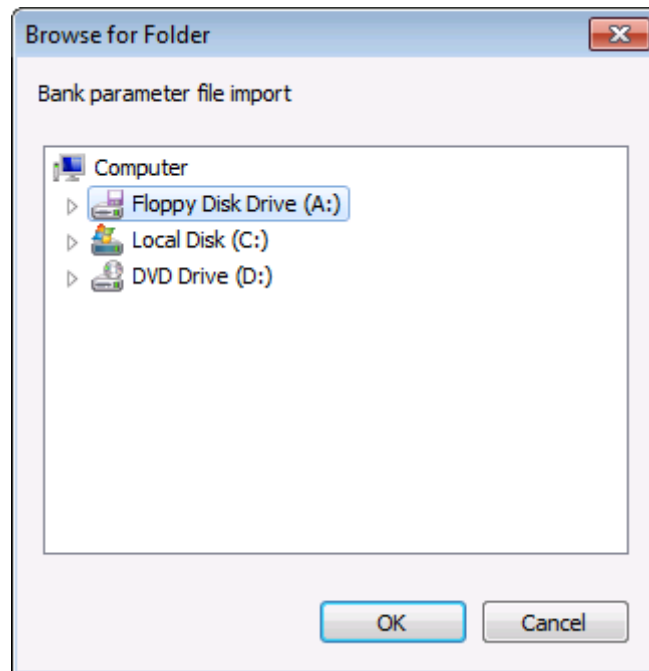 Browse for Folder
Bank parameter file import
Computer
Floppy Disk Drive (A:)
Local Disk (C:)
DVD Drive (D:)
OK Cancel